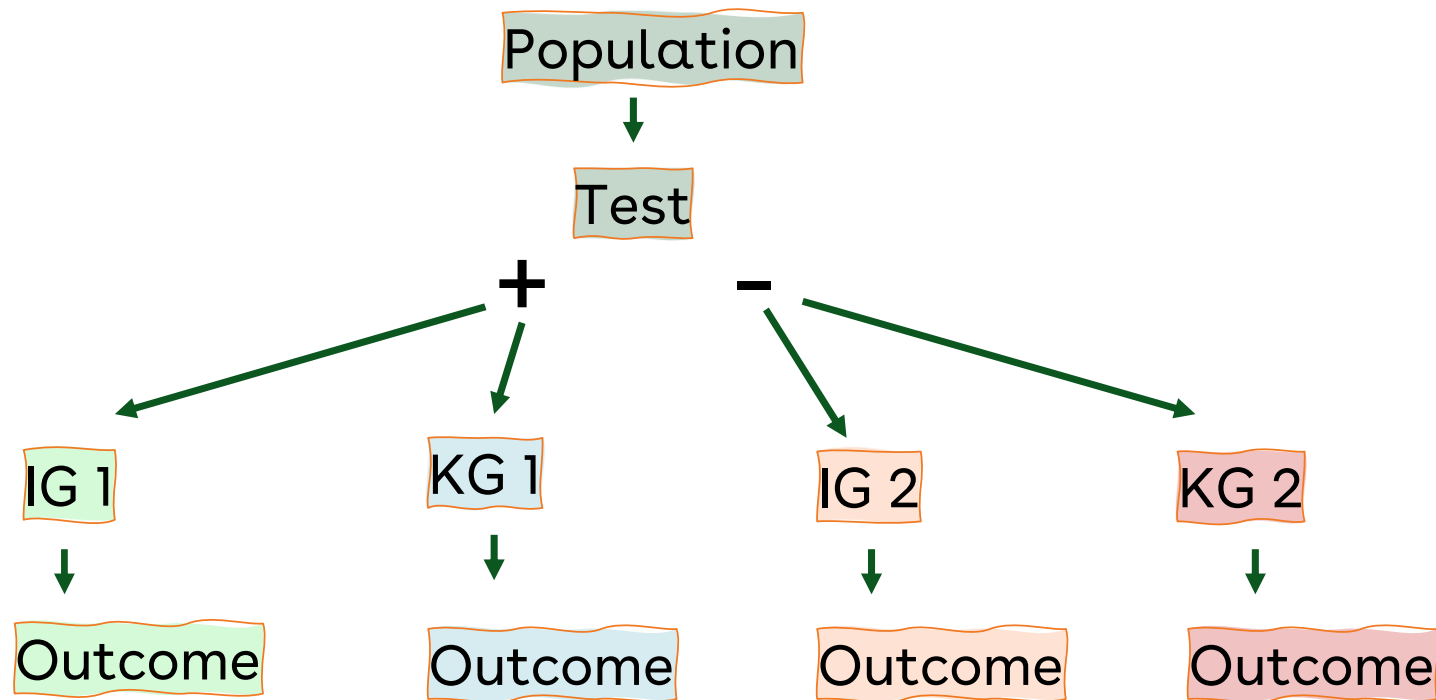 Population
Test
+ -
IG 1 KG 1 IG 2 KG 2
Outcome Outcome Outcome Outcome